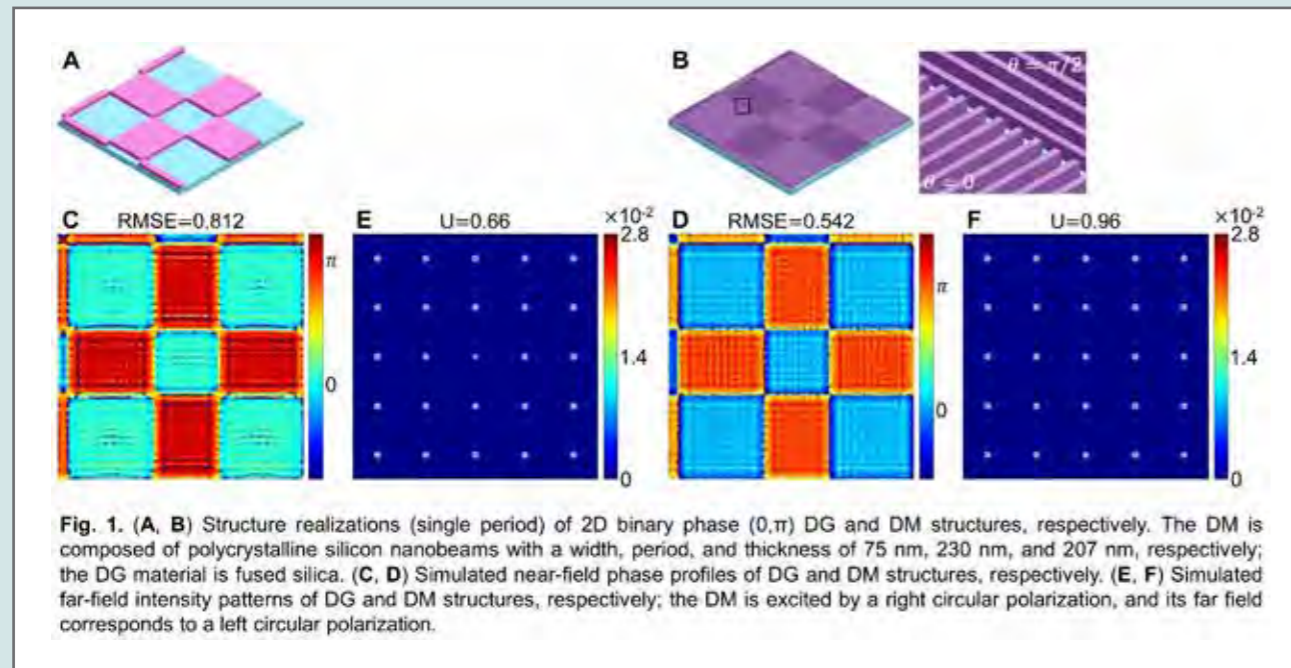 A
B
θ = π/2
θ = 0
C
RMSE=0.812
π
0
E
U=0.66
×10-2
2.8
1.4
0
D
RMSE=0.542
π
0
F
U=0.96
×10-2
2.8
1.4
0
Fig. 1. (A, B) Structure realizations (single period) of 2D binary phase (0,π) DG and DM structures, respectively. The DM is
composed of polycrystalline silicon nanobeams with a width, period, and thickness of 75 nm, 230 nm, and 207 nm, respectively;
the DG material is fused silica. (C, D) Simulated near-field phase profiles of DG and DM structures, respectively. (E, F) Simulated
far-field intensity patterns of DG and DM structures, respectively; the DM is excited by a right circular polarization, and its far field
corresponds to a left circular polarization.